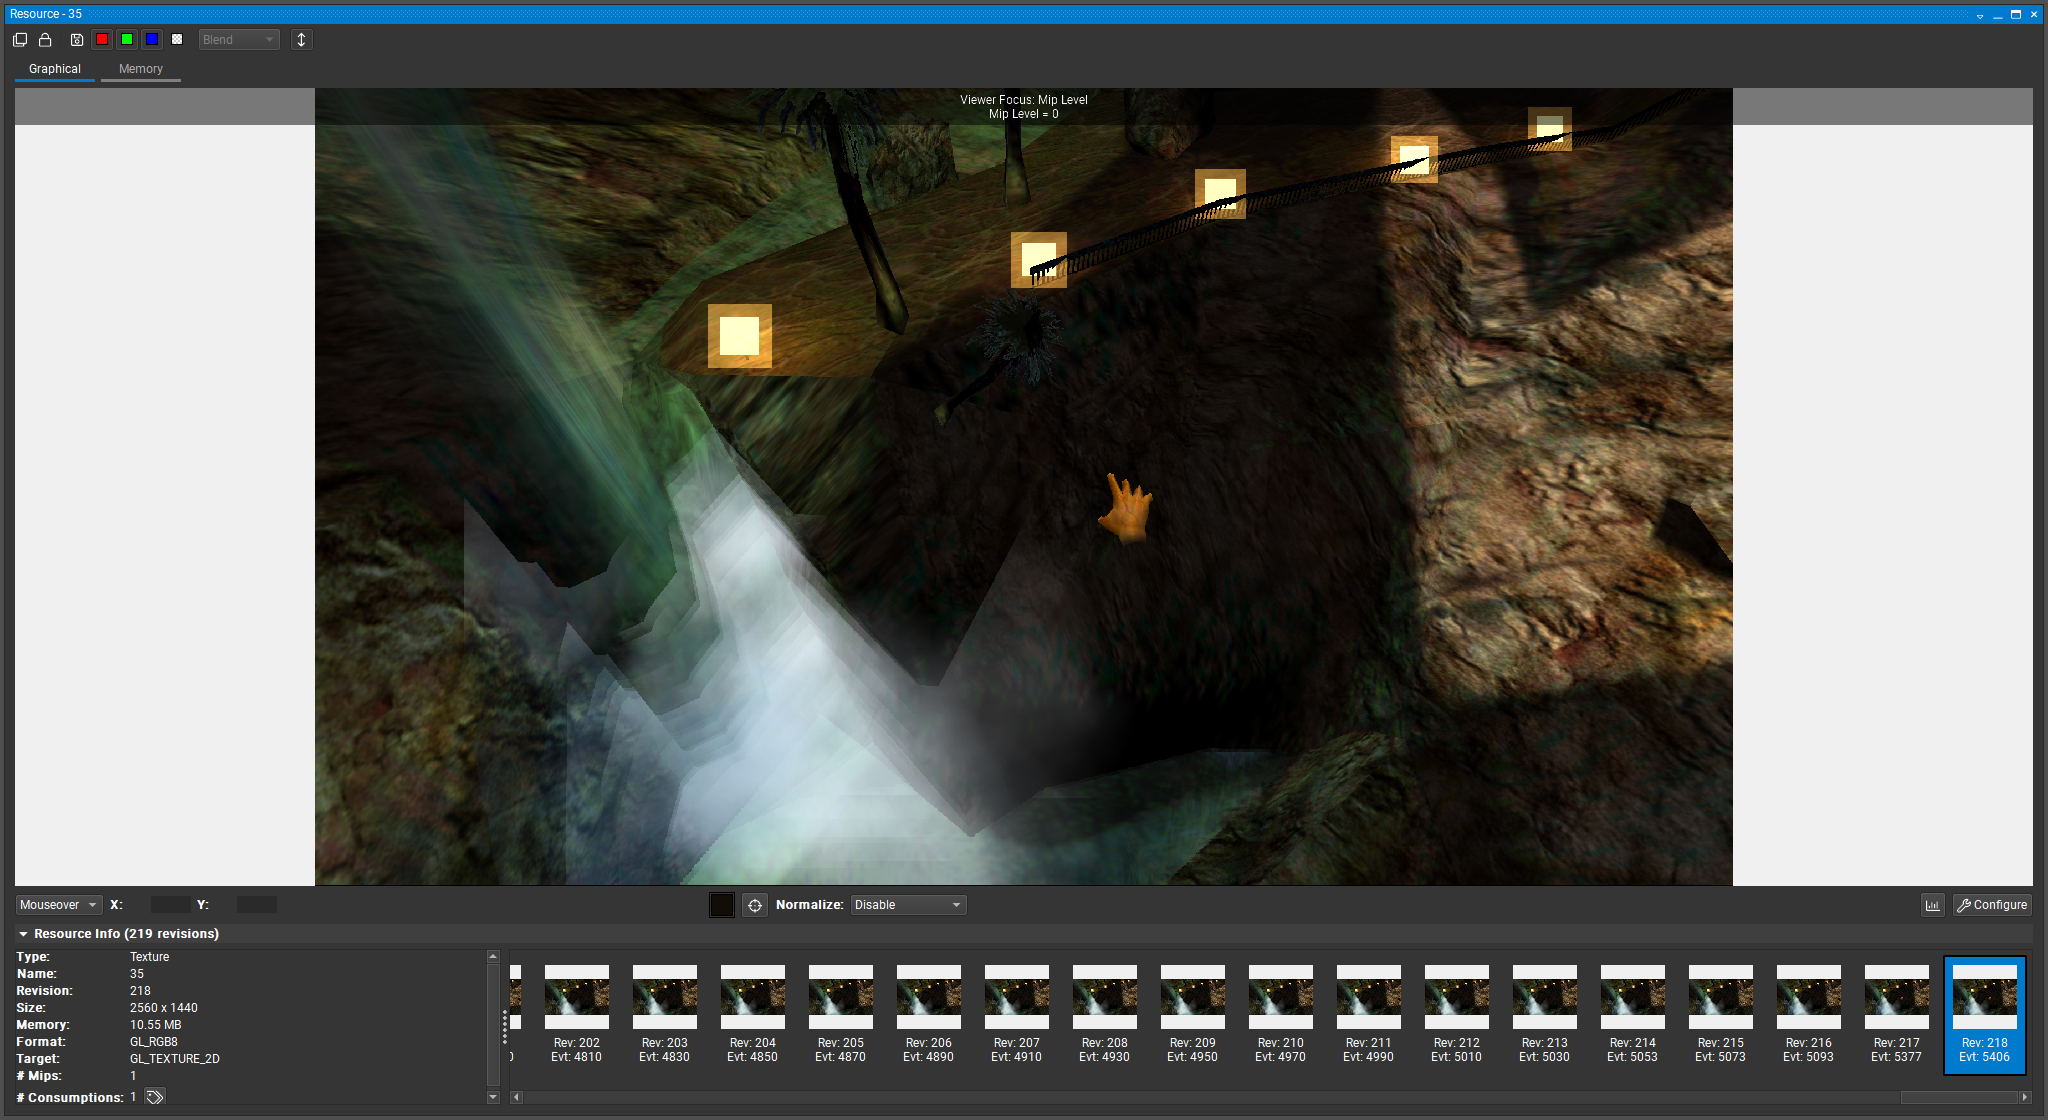 Resource - 35
Blend
Graphical Memory
Viewer Focus: Mip Level
Mip Level = 0
Mouseover X: Y: Normalize: Disable Configure
Resource Info (219 revisions)
Type: Texture
Name: 35
Revision: 218
Size: 2560 x 1440
Memory: 10.55 MB
Format: GL_RGB8
Target: GL_TEXTURE_2D
# Mips: 1
# Consumptions: 1
Rev: 202 Rev: 203 Rev: 204 Rev: 205 Rev: 206 Rev: 207 Rev: 208 Rev: 209 Rev: 210 Rev: 211 Rev: 212 Rev: 213 Rev: 214 Rev: 215 Rev: 216 Rev: 217 Rev: 218
0 Evt: 4810 Evt: 4830 Evt: 4850 Evt: 4870 Evt: 4890 Evt: 4910 Evt: 4930 Evt: 4950 Evt: 4970 Evt: 4990 Evt: 5010 Evt: 5030 Evt: 5053 Evt: 5073 Evt: 5093 Evt: 5377 Evt: 5406